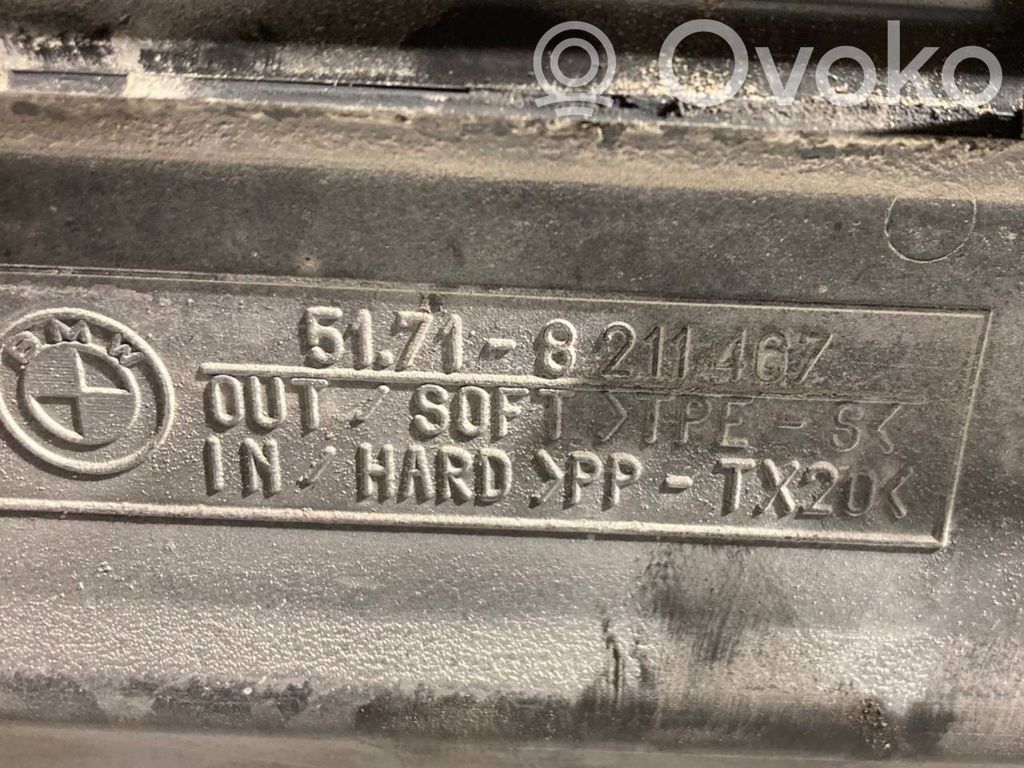 Ovoko
BMW
51.71-8 211 467
OUT / SOFT >TPE - S<
IN / HARD >PP - TX20<